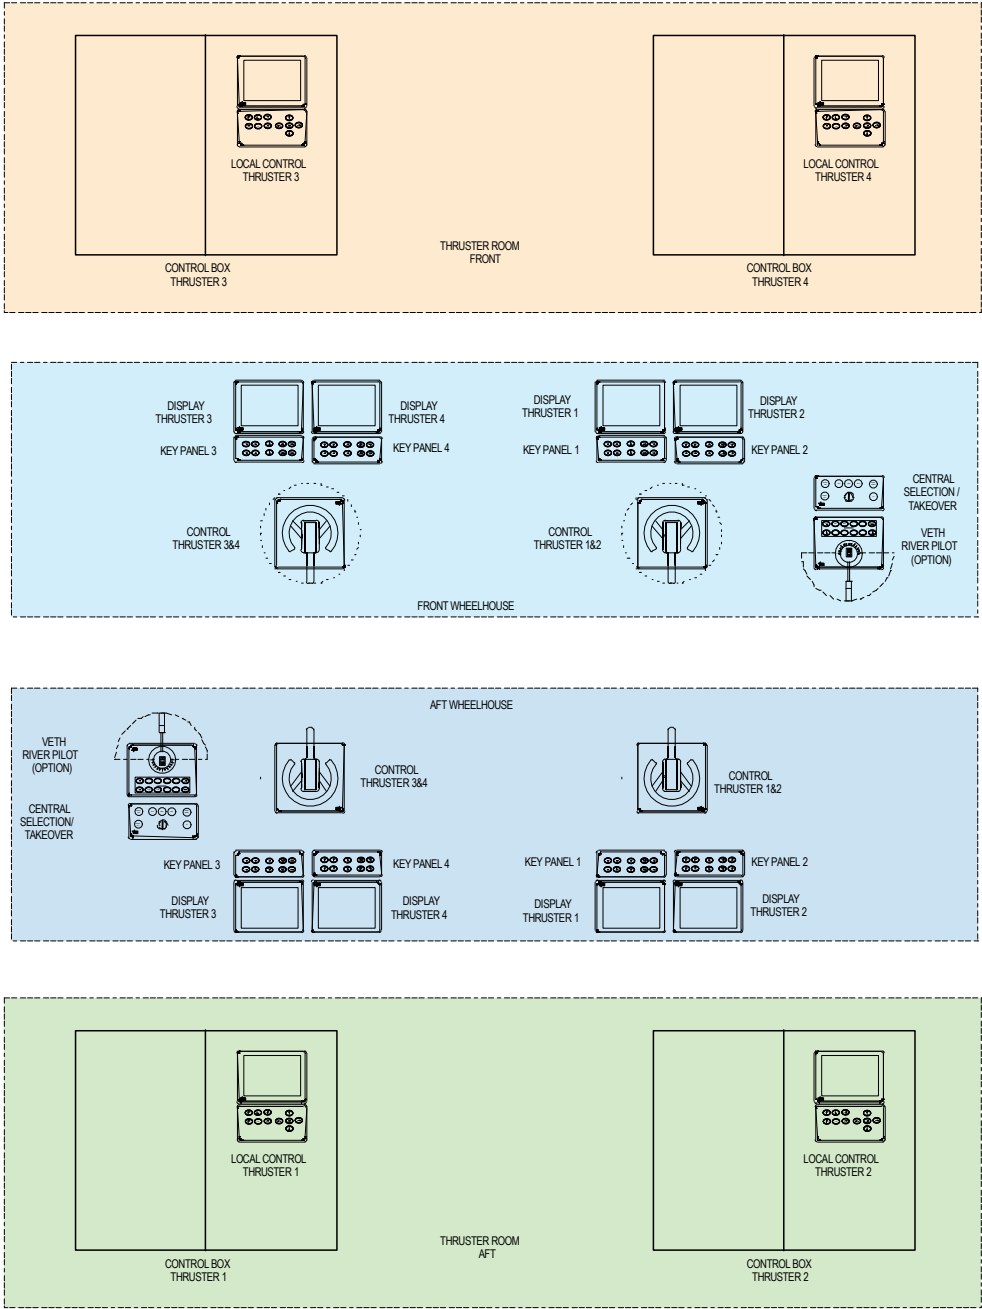 LOCAL CONTROL
THRUSTER 3
LOCAL CONTROL
THRUSTER 4
THRUSTER ROOM
FRONT
CONTROL BOX
THRUSTER 3
CONTROL BOX
THRUSTER 4
DISPLAY
THRUSTER 3
DISPLAY
THRUSTER 4
DISPLAY
THRUSTER 1
DISPLAY
THRUSTER 2
KEY PANEL 3
KEY PANEL 4
KEY PANEL 1
KEY PANEL 2
CENTRAL
SELECTION /
TAKEOVER
CONTROL
THRUSTER 3&4
CONTROL
THRUSTER 1&2
VETH
RIVER PILOT
(OPTION)
FRONT WHEELHOUSE
AFT WHEELHOUSE
VETH
RIVER PILOT
(OPTION)
CONTROL
THRUSTER 3&4
CONTROL
THRUSTER 1&2
CENTRAL
SELECTION/
TAKEOVER
KEY PANEL 3
KEY PANEL 4
KEY PANEL 1
KEY PANEL 2
DISPLAY
THRUSTER 3
DISPLAY
THRUSTER 4
DISPLAY
THRUSTER 1
DISPLAY
THRUSTER 2
LOCAL CONTROL
THRUSTER 1
LOCAL CONTROL
THRUSTER 2
THRUSTER ROOM
AFT
CONTROL BOX
THRUSTER 1
CONTROL BOX
THRUSTER 2